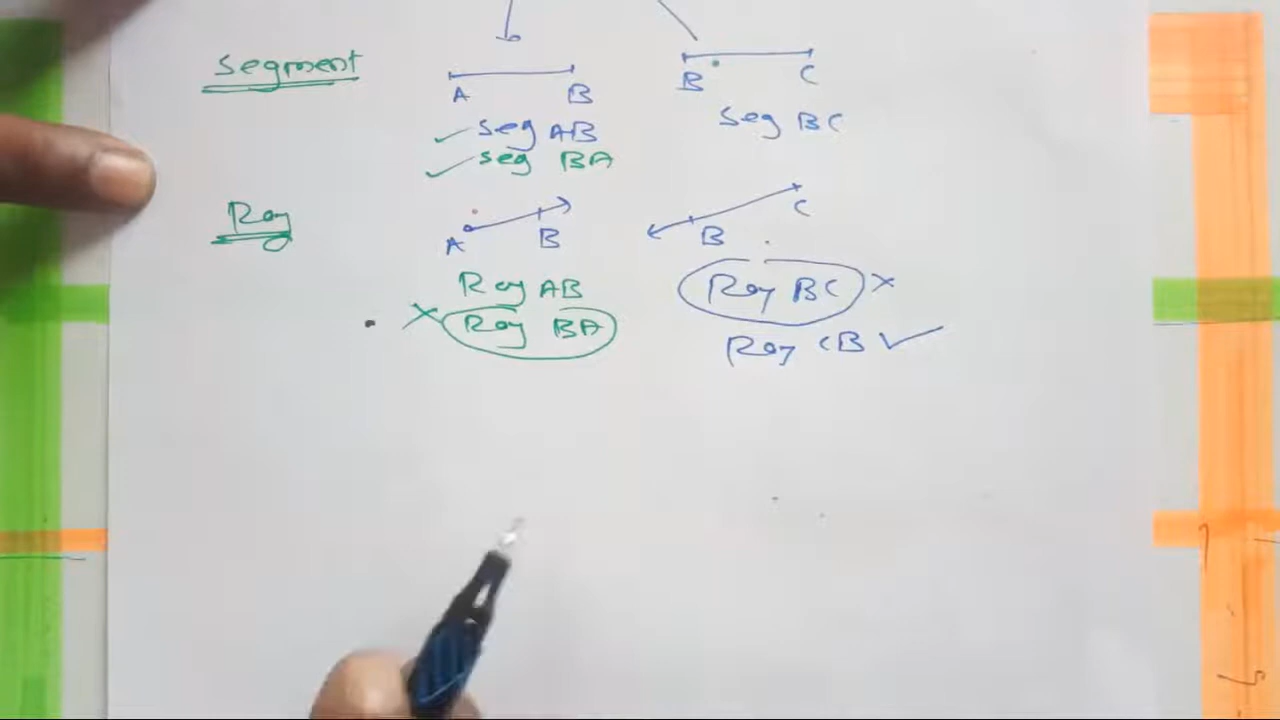 Segment
A B
B C
✓ seg AB
Seg BC
✓ seg BA
Ray
A B
B C
Ray AB
Ray BC ×
× Ray BA
Ray CB ✓